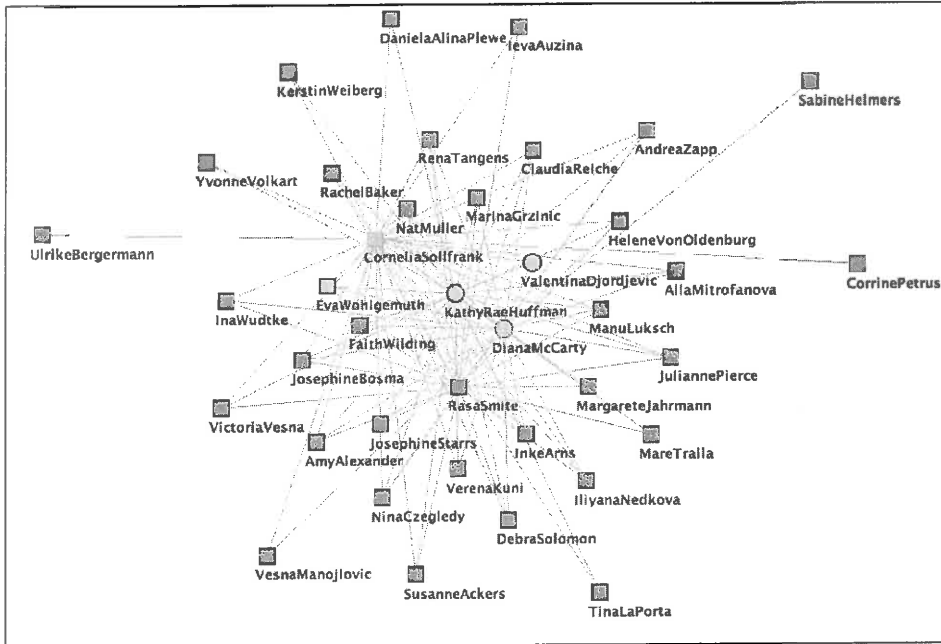 DanielaAlinaPlewe
IevaAuzina
KerstinWeiberg
SabineHelmers
RenaTangens
AndreaZapp
ClaudiaReiche
YvonneVolkart
RachelBaker
MarinaGrzinic
NatMuller
HeleneVonOldenburg
UlrikeBergermann
CorneliaSollfrank
ValentinaDjordjevic
CorrinePetrus
AllaMitrofanova
EvaWohlgemuth
KathyRaeHuffman
InaWudtke
ManuLuksch
FaithWilding
DianaMcCarty
JosephineBosma
JuliannePierce
RasaSmite
MargareteJahrmann
VictoriaVesna
JosephineStarrs
InkeArns
MareTralla
AmyAlexander
VerenaKuni
IliyanaNedkova
NinaCzegledy
DebraSolomon
VesnaManojlovic
SusanneAckers
TinaLaPorta